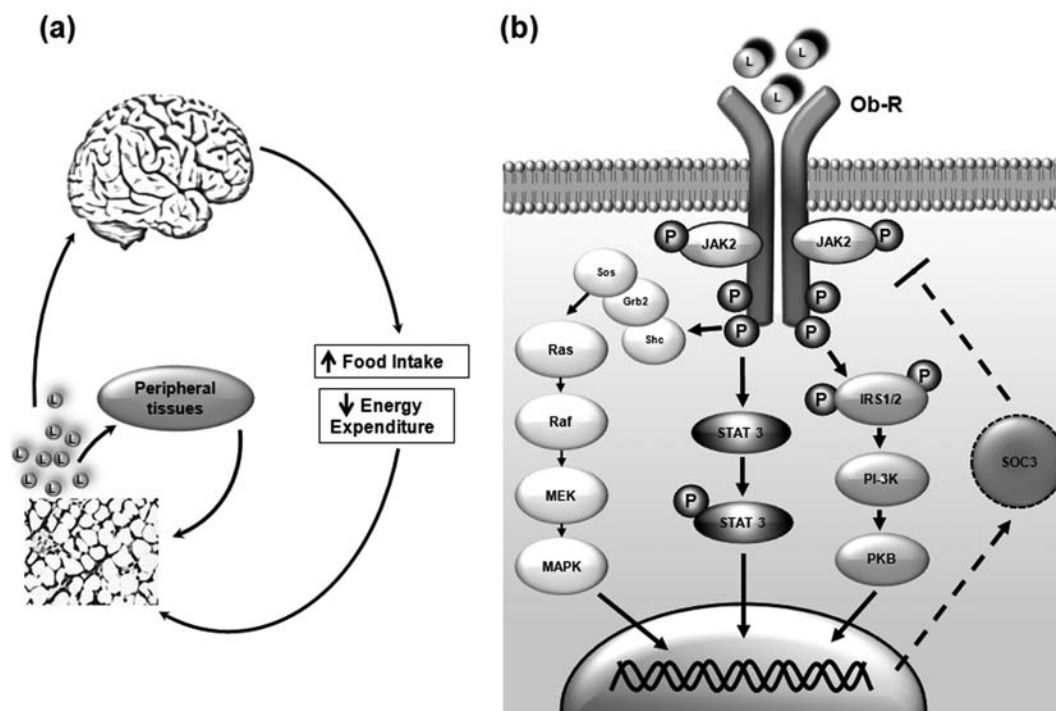 (a)
↑ Food Intake
↓ Energy
Expenditure
Peripheral
tissues
L
L
L
L
L
L
L
L
L
(b)
L
L
L
Ob-R
P
JAK2
JAK2
P
Sos
Grb2
Shc
P
P
P
P
Ras
Raf
MEK
MAPK
STAT 3
P
STAT 3
P
P
IRS1/2
PI-3K
PKB
SOC3